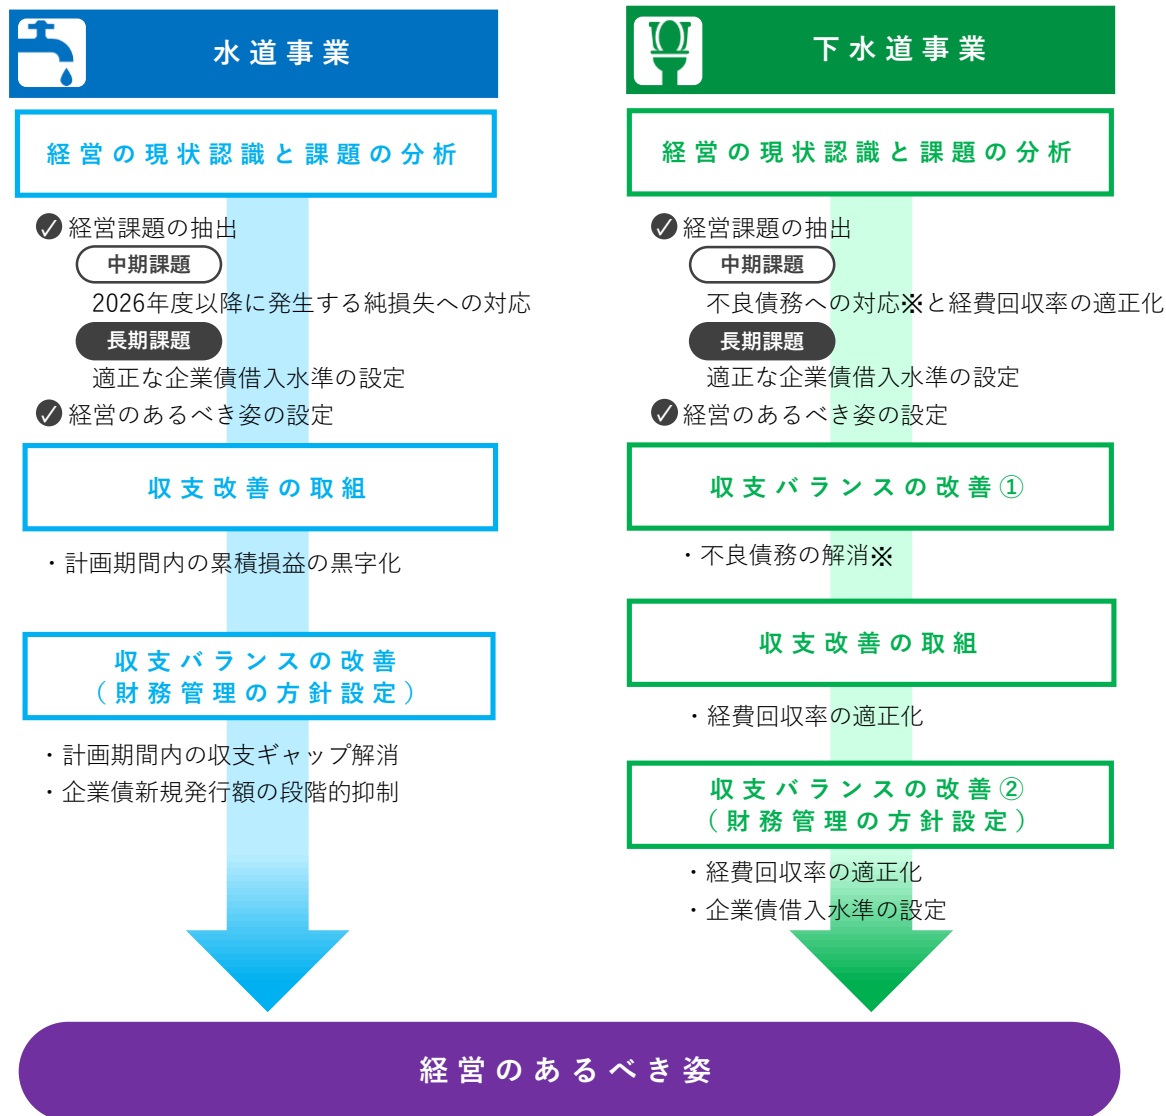 水道事業
経営の現状認識と課題の分析
経営課題の抽出
中期課題
2026年度以降に発生する純損失への対応
長期課題
適正な企業債借入水準の設定
経営のあるべき姿の設定
収支改善の取組
・計画期間内の累積損益の黒字化
収支バランスの改善
（財務管理の方針設定）
・計画期間内の収支ギャップ解消
・企業債新規発行額の段階的抑制
下水道事業
経営の現状認識と課題の分析
経営課題の抽出
中期課題
不良債務への対応※と経費回収率の適正化
長期課題
適正な企業債借入水準の設定
経営のあるべき姿の設定
収支バランスの改善①
・不良債務の解消※
収支改善の取組
・経費回収率の適正化
収支バランスの改善②
（財務管理の方針設定）
・経費回収率の適正化
・企業債借入水準の設定
経営のあるべき姿